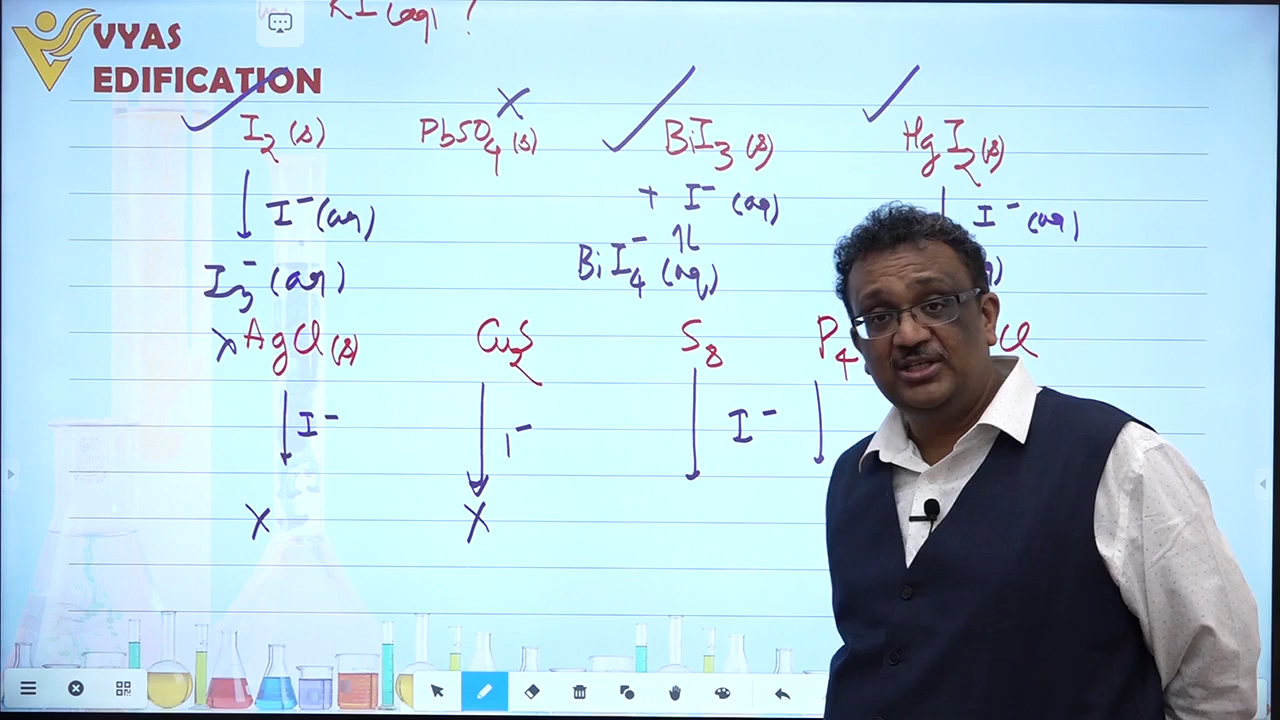 VYAS
EDIFICATION
KI (aq) ?
I₂ (s) PbSO₄ (s) BiI₃ (s) HgI₂ (s)
I⁻ (aq) + I⁻ (aq) I⁻ (aq)
I₃⁻ (aq) BiI₄⁻ (aq)
AgCl (s) Cu₂S S₈ P₄ Cl
I⁻ I⁻ I⁻
X X